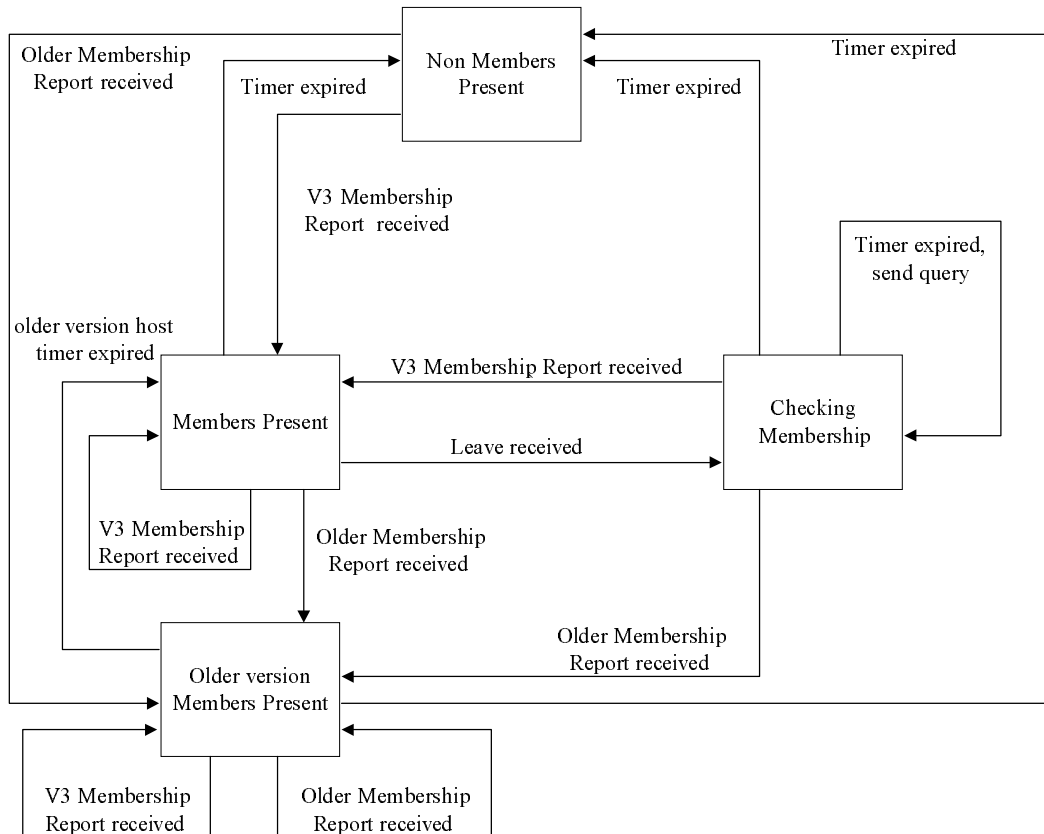 Older Membership
Report received
Timer expired
Non Members
Present
Timer expired
Timer expired
V3 Membership
Report received
Timer expired,
send query
older version host
timer expired
V3 Membership Report received
Members Present
Checking
Membership
Leave received
V3 Membership
Report received
Older Membership
Report received
Older Membership
Report received
Older version
Members Present
V3 Membership
Report received
Older Membership
Report received